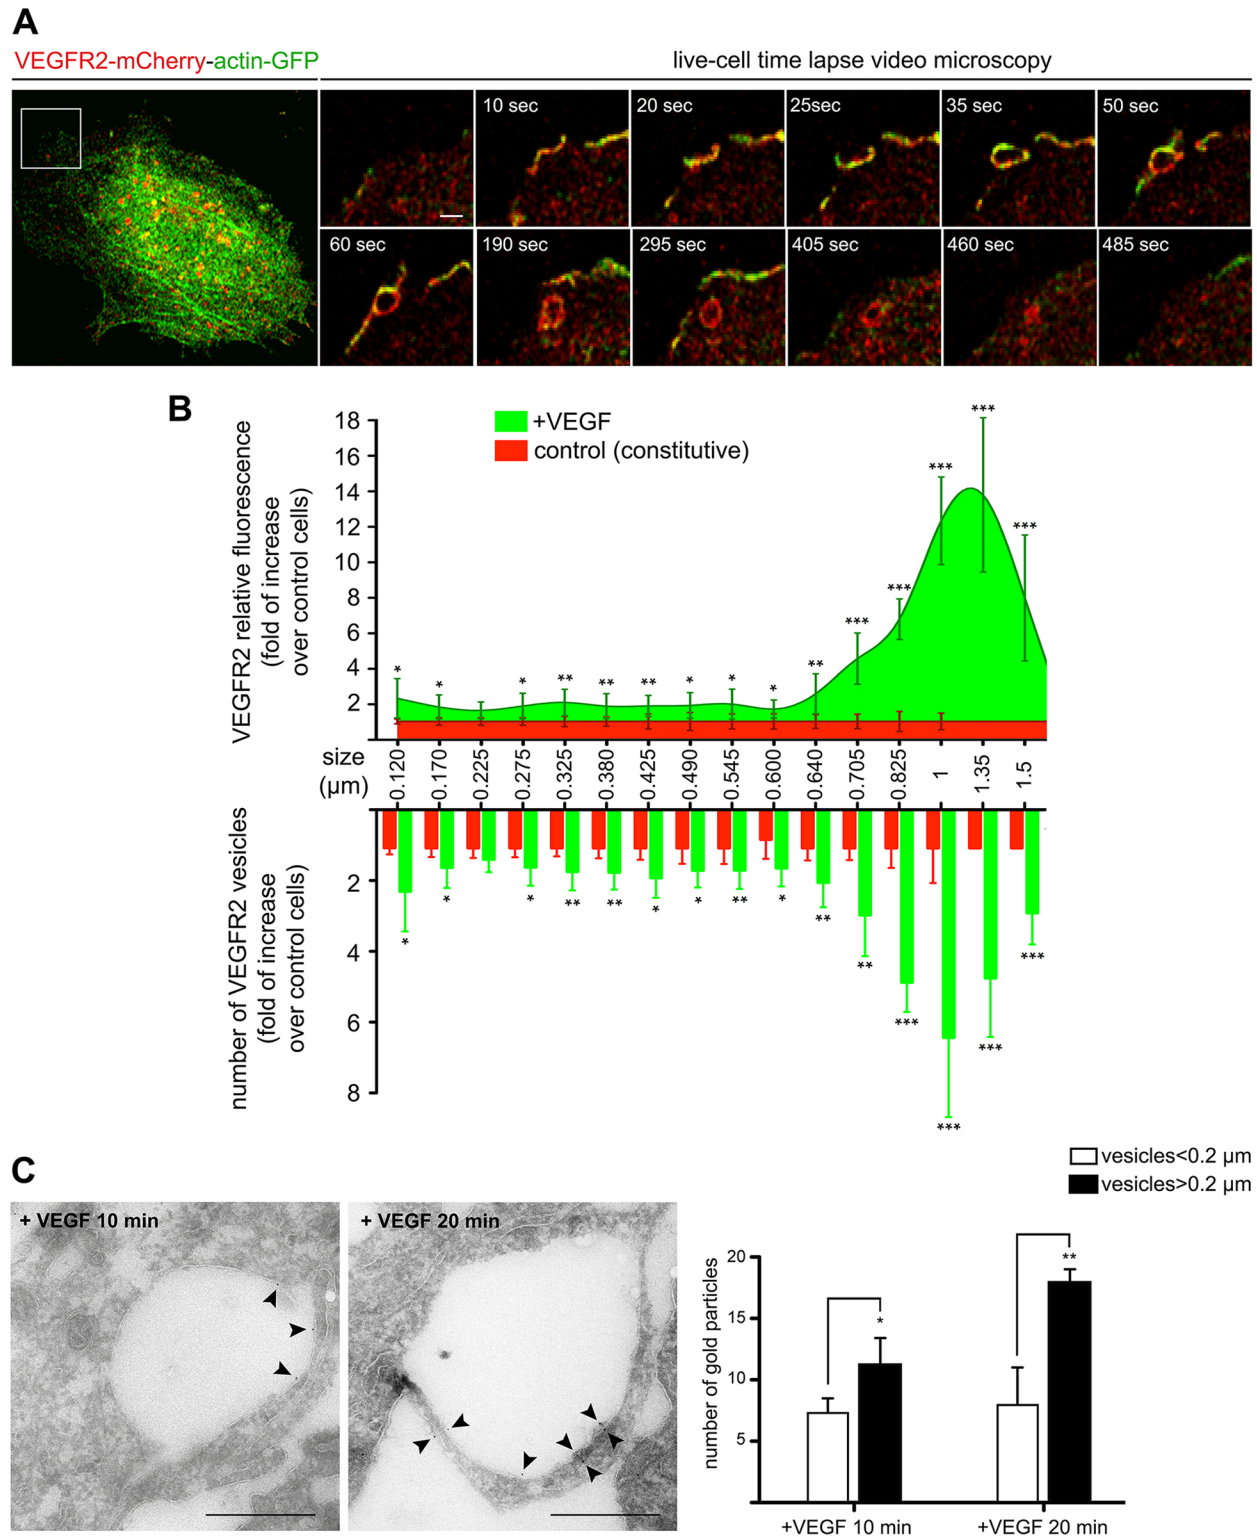 A
VEGFR2-mCherry-actin-GFP
live-cell time lapse video microscopy
10 sec
20 sec
25sec
35 sec
50 sec
60 sec
190 sec
295 sec
405 sec
460 sec
485 sec
B
+VEGF
control (constitutive)
VEGFR2 relative fluorescence
(fold of increase
over control cells)
18
16
14
12
10
8
6
4
2
*
*
*
**
**
**
*
*
*
**
***
***
***
***
***
size
(µm)
0.120
0.170
0.225
0.275
0.325
0.380
0.425
0.490
0.545
0.600
0.640
0.705
0.825
1
1.35
1.5
number of VEGFR2 vesicles
(fold of increase
over control cells)
2
4
6
8
*
*
*
**
**
*
*
**
*
**
**
***
***
***
***
C
+ VEGF 10 min
+ VEGF 20 min
vesicles<0.2 µm
vesicles>0.2 µm
number of gold particles
20
15
10
5
*
**
+VEGF 10 min
+VEGF 20 min